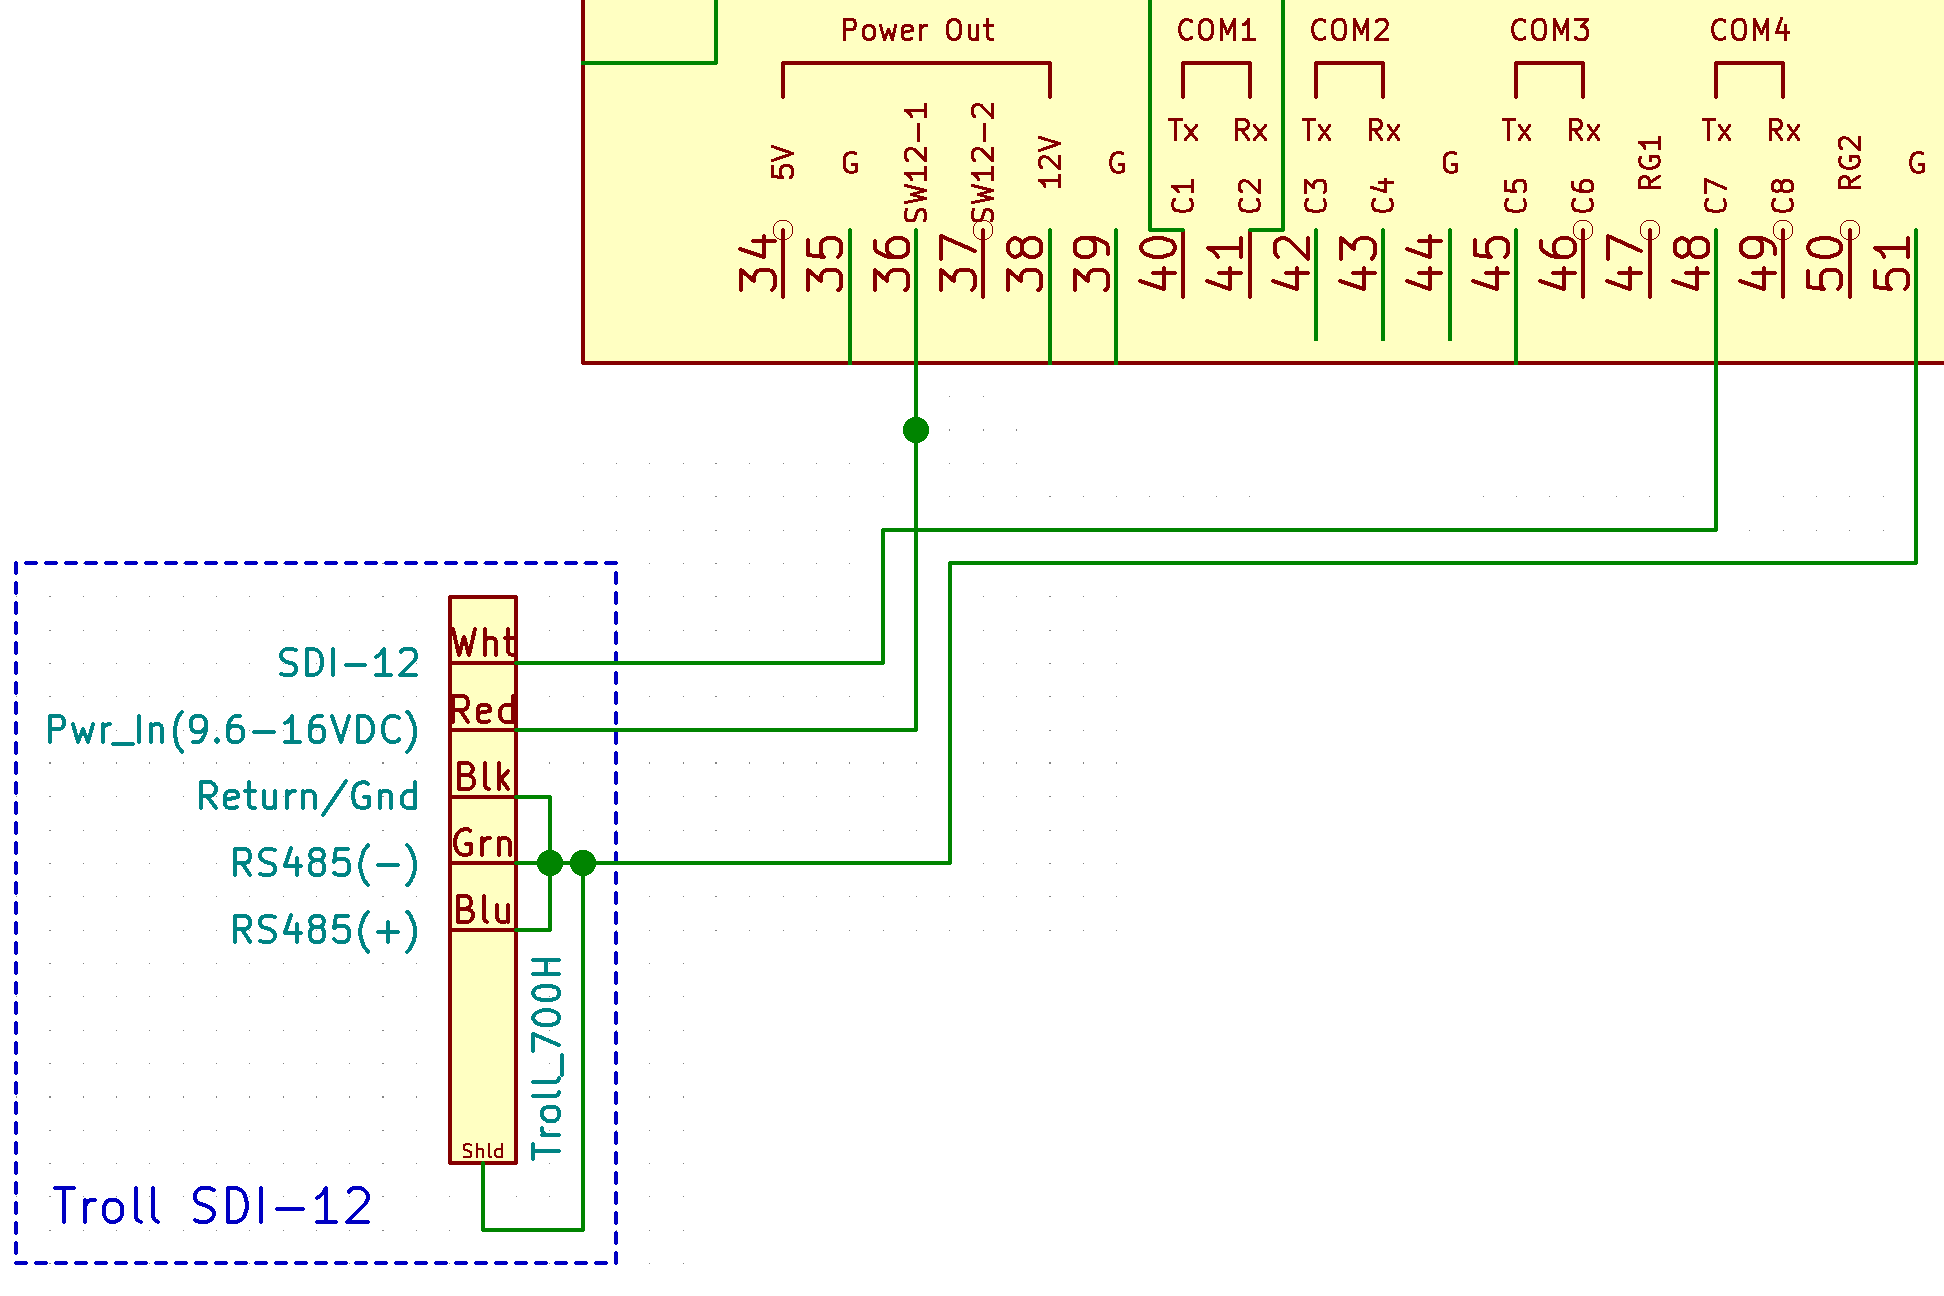 Power Out COM1 COM2 COM3 COM4
Tx Rx Tx Rx Tx Rx Tx Rx
5V G SW12-1 SW12-2 12V G C1 C2 C3 C4 G C5 C6 RG1 C7 C8 RG2 G
34 35 36 37 38 39 40 41 42 43 44 45 46 47 48 49 50 51
Wht
SDI-12
Red
Pwr_In(9.6-16VDC)
Blk
Return/Gnd
Grn
RS485(-)
Blu
RS485(+)
Troll_700H
Shld
Troll SDI-12